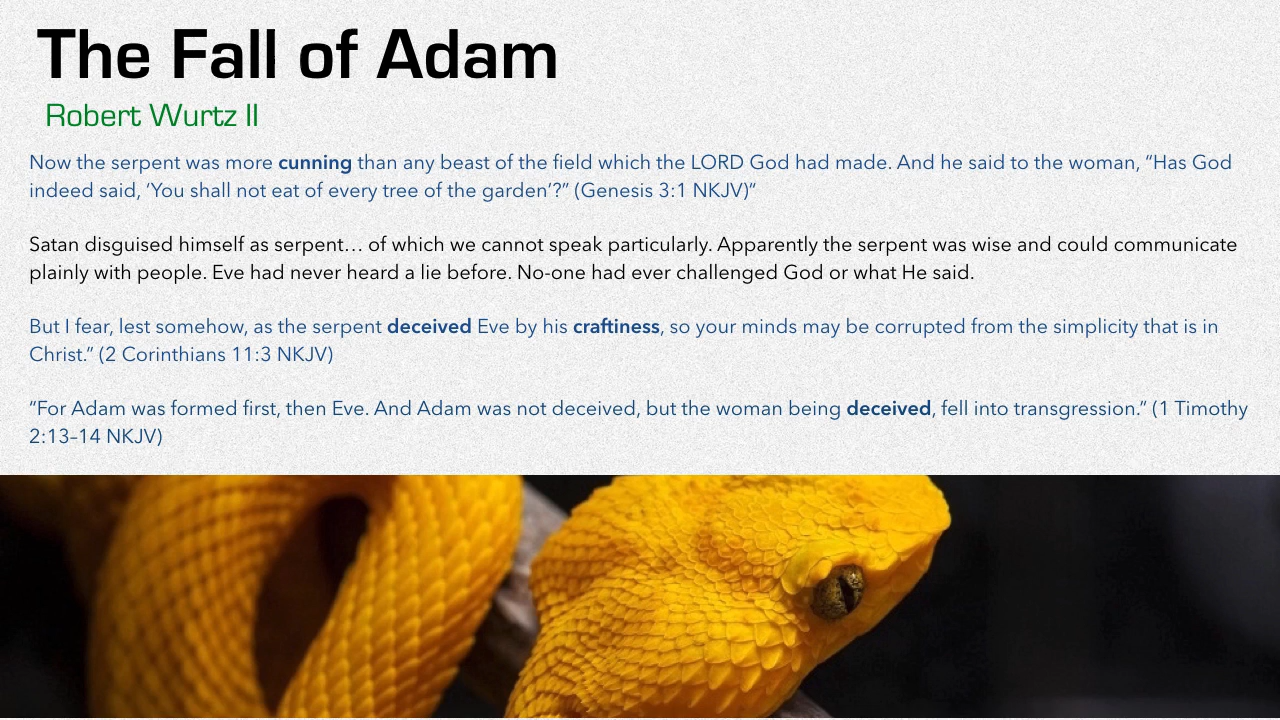 The Fall of Adam
Robert Wurtz II
Now the serpent was more cunning than any beast of the field which the LORD God had made. And he said to the woman, “Has God
indeed said, ‘You shall not eat of every tree of the garden’?” (Genesis 3:1 NKJV)“
Satan disguised himself as serpent… of which we cannot speak particularly. Apparently the serpent was wise and could communicate
plainly with people. Eve had never heard a lie before. No-one had ever challenged God or what He said.
But I fear, lest somehow, as the serpent deceived Eve by his craftiness, so your minds may be corrupted from the simplicity that is in
Christ.” (2 Corinthians 11:3 NKJV)
“For Adam was formed first, then Eve. And Adam was not deceived, but the woman being deceived, fell into transgression.” (1 Timothy
2:13–14 NKJV)